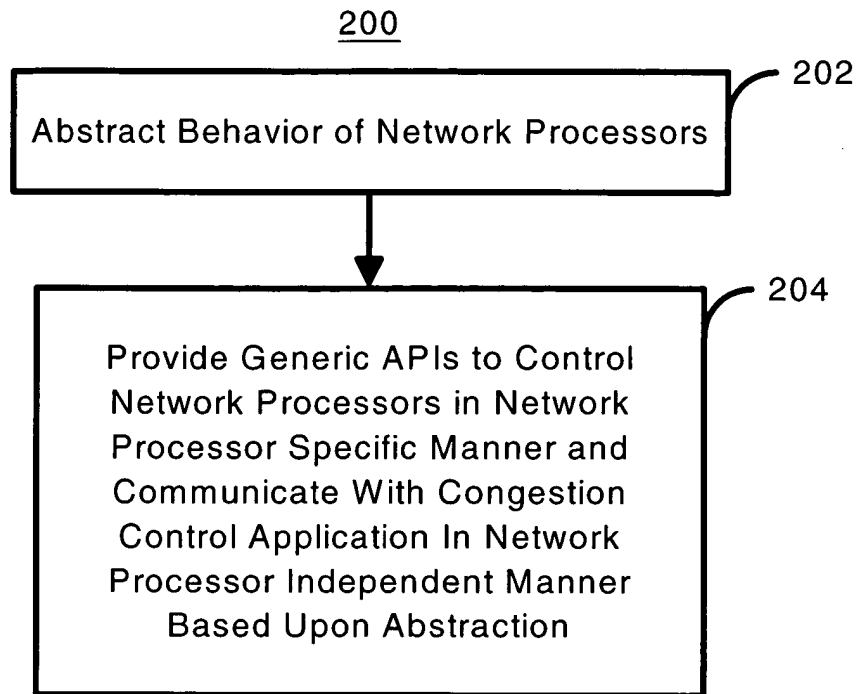 200
202
Abstract Behavior of Network Processors
204
Provide Generic APIs to Control
Network Processors in Network
Processor Specific Manner and
Communicate With Congestion
Control Application In Network
Processor Independent Manner
Based Upon Abstraction